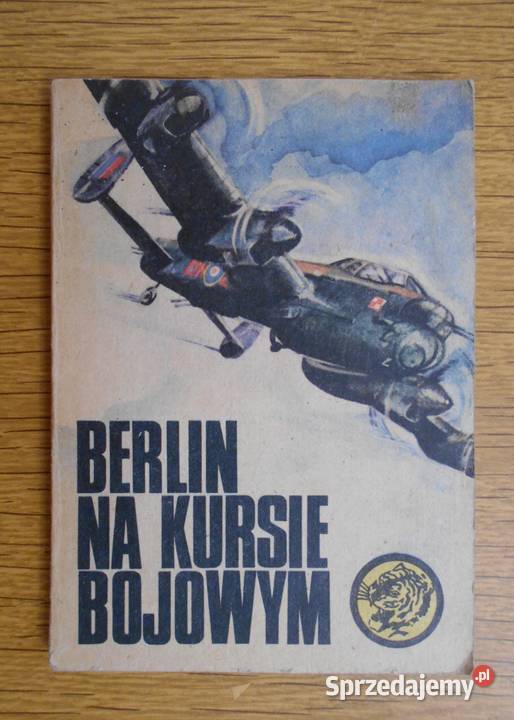 BERLIN
NA KURSIE
BOJOWYM
Sprzedajemy.pl